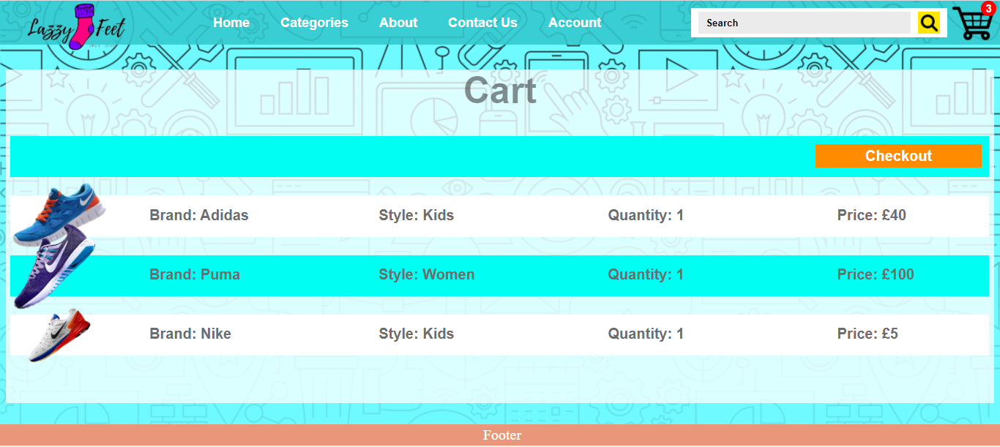 Lazzy Feet
Home Categories About Contact Us Account Search 3
Cart
Checkout
Brand: Adidas Style: Kids Quantity: 1 Price: £40
Brand: Puma Style: Women Quantity: 1 Price: £100
Brand: Nike Style: Kids Quantity: 1 Price: £5
Footer